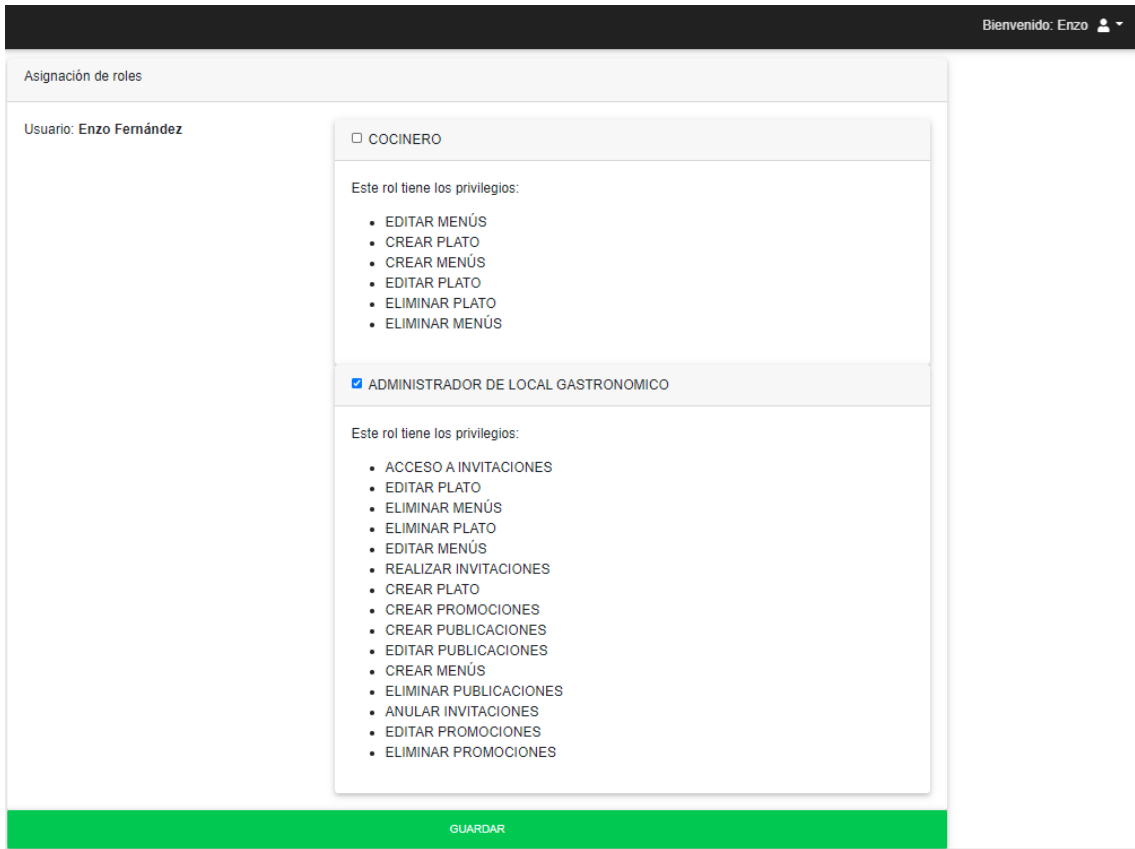 Bienvenido: Enzo
Asignación de roles
Usuario: Enzo Fernández
COCINERO
Este rol tiene los privilegios:
EDITAR MENÚS
CREAR PLATO
CREAR MENÚS
EDITAR PLATO
ELIMINAR PLATO
ELIMINAR MENÚS
ADMINISTRADOR DE LOCAL GASTRONOMICO
Este rol tiene los privilegios:
ACCESO A INVITACIONES
EDITAR PLATO
ELIMINAR MENÚS
ELIMINAR PLATO
EDITAR MENÚS
REALIZAR INVITACIONES
CREAR PLATO
CREAR PROMOCIONES
CREAR PUBLICACIONES
EDITAR PUBLICACIONES
CREAR MENÚS
ELIMINAR PUBLICACIONES
ANULAR INVITACIONES
EDITAR PROMOCIONES
ELIMINAR PROMOCIONES
GUARDAR